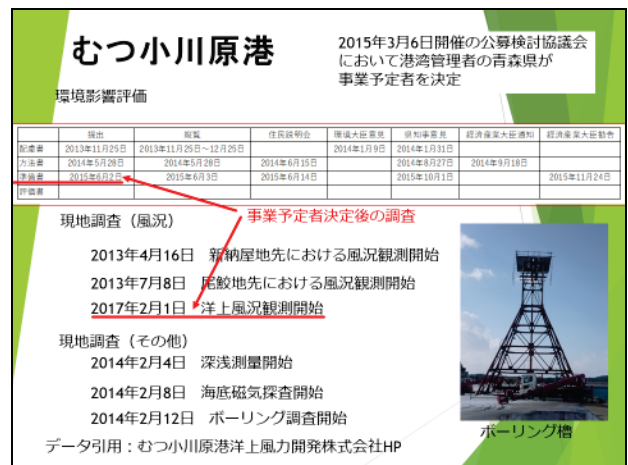 むつ小川原港
2015年3月6日開催の公募検討協議会
において港湾管理者の青森県が
事業予定者を決定
環境影響評価
提出 縦覧 住民説明会 環境大臣意見 県知事意見 経済産業大臣通知 経済産業大臣勧告
配慮書 2013年11月25日 2013年11月25日～12月25日 2014年1月9日 2014年1月31日
方法書 2014年5月28日 2014年5月28日 2014年6月15日 2014年8月27日 2014年9月18日
準備書 2015年6月2日 2015年6月3日 2015年6月14日 2015年10月1日 2015年11月24日
評価書
現地調査（風況）
事業予定者決定後の調査
2013年4月16日 新納屋地先における風況観測開始
2013年7月8日 尾鮫地先における風況観測開始
2017年2月1日 洋上風況観測開始
現地調査（その他）
2014年2月4日 深浅測量開始
2014年2月8日 海底磁気探査開始
2014年2月12日 ボーリング調査開始
ボーリング櫓
データ引用：むつ小川原港洋上風力開発株式会社HP